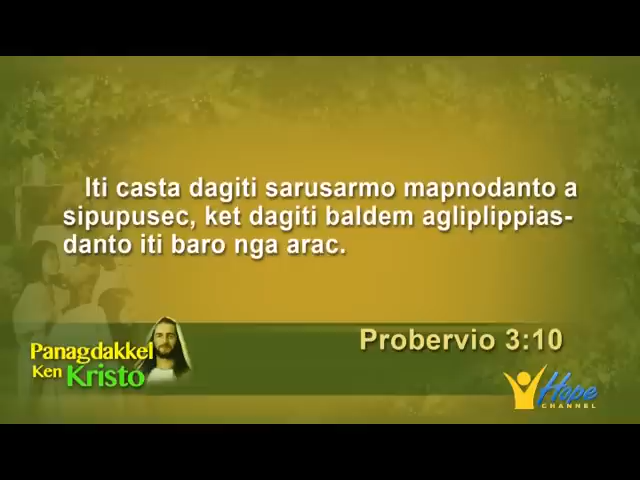 Iti casta dagiti sarusarmo mapnodanto a
sipupusec, ket dagiti baldem agliplippias-
danto iti baro nga arac.
Probervio 3:10
Panagdakkel
Ken Kristo
Hope
CHANNEL